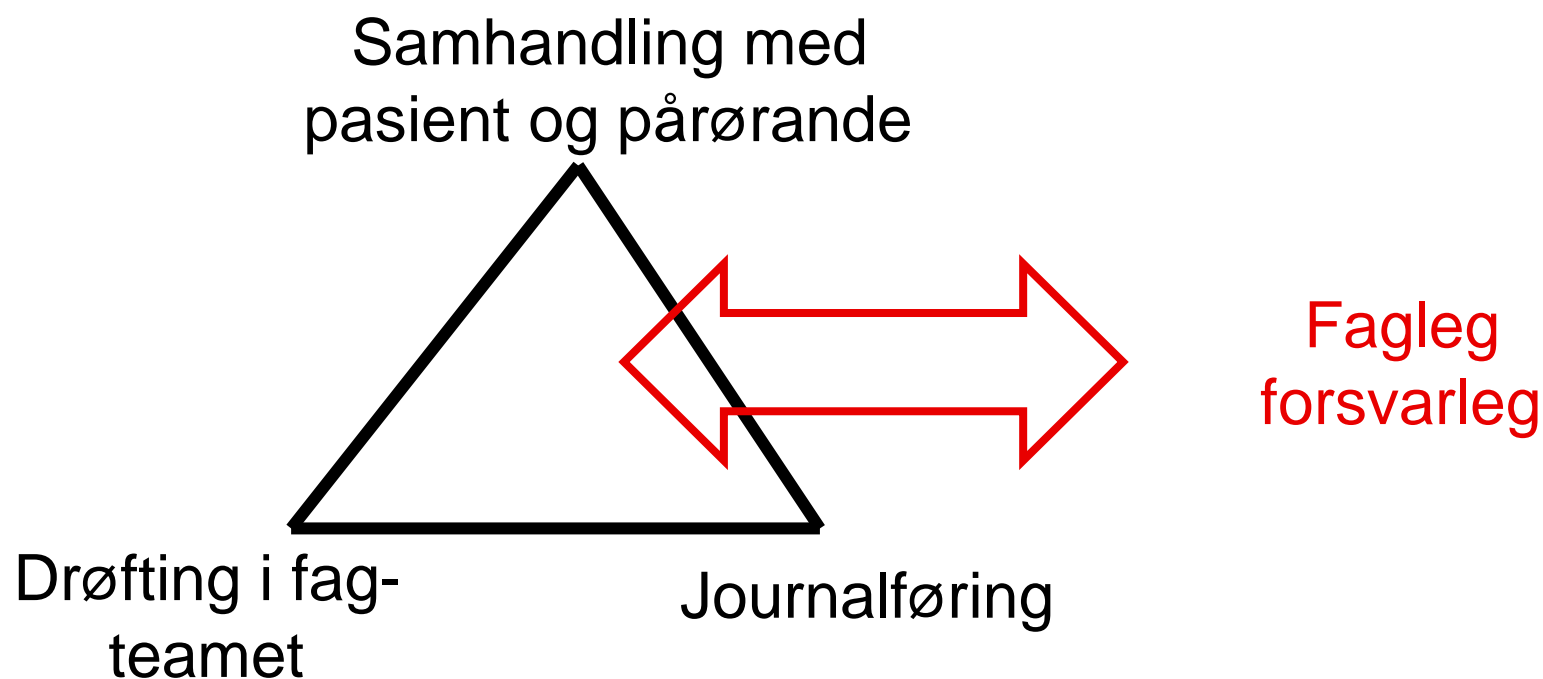 Samhandling med
pasient og pårørande
Fagleg
forsvarleg
Drøfting i fag-
teamet
Journalføring